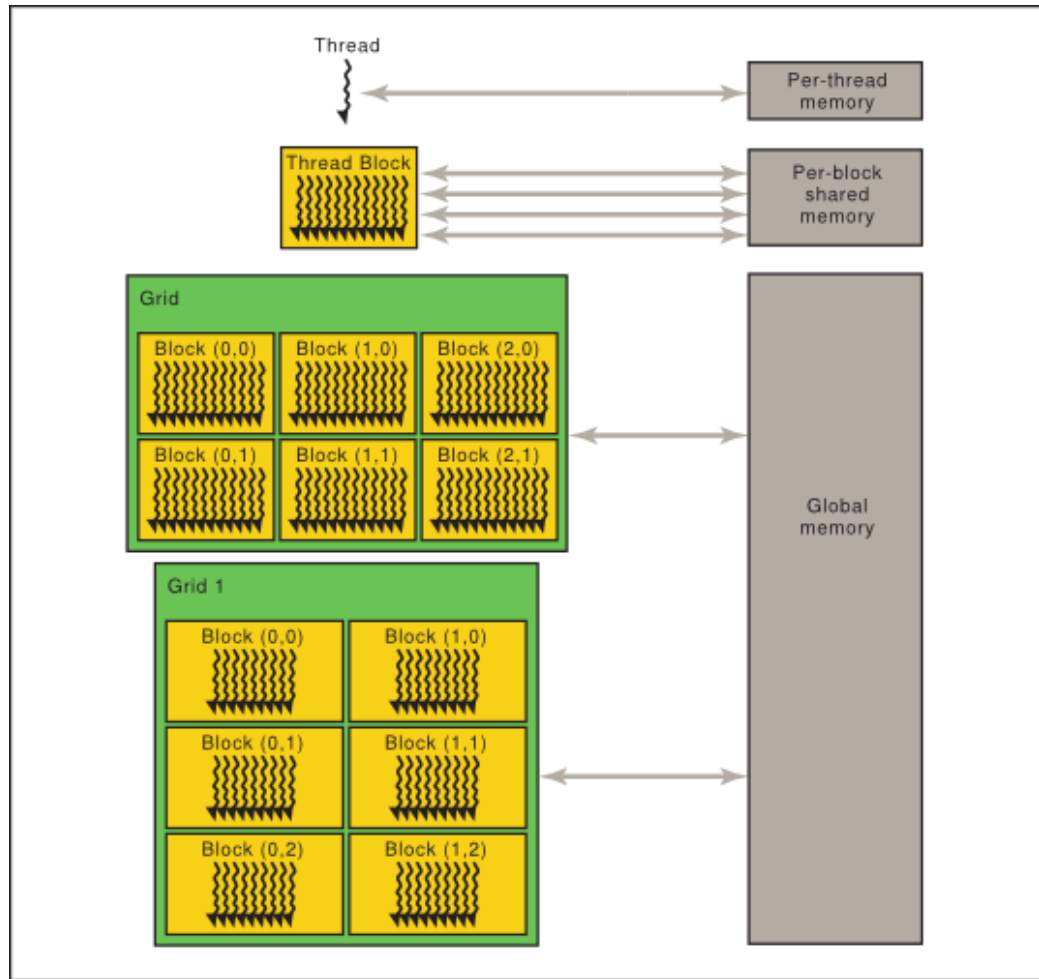 Thread
Per-thread
memory
Thread Block
Per-block
shared
memory
Grid
Block (0,0)
Block (1,0)
Block (2,0)
Block (0,1)
Block (1,1)
Block (2,1)
Global
memory
Grid 1
Block (0,0)
Block (1,0)
Block (0,1)
Block (1,1)
Block (0,2)
Block (1,2)